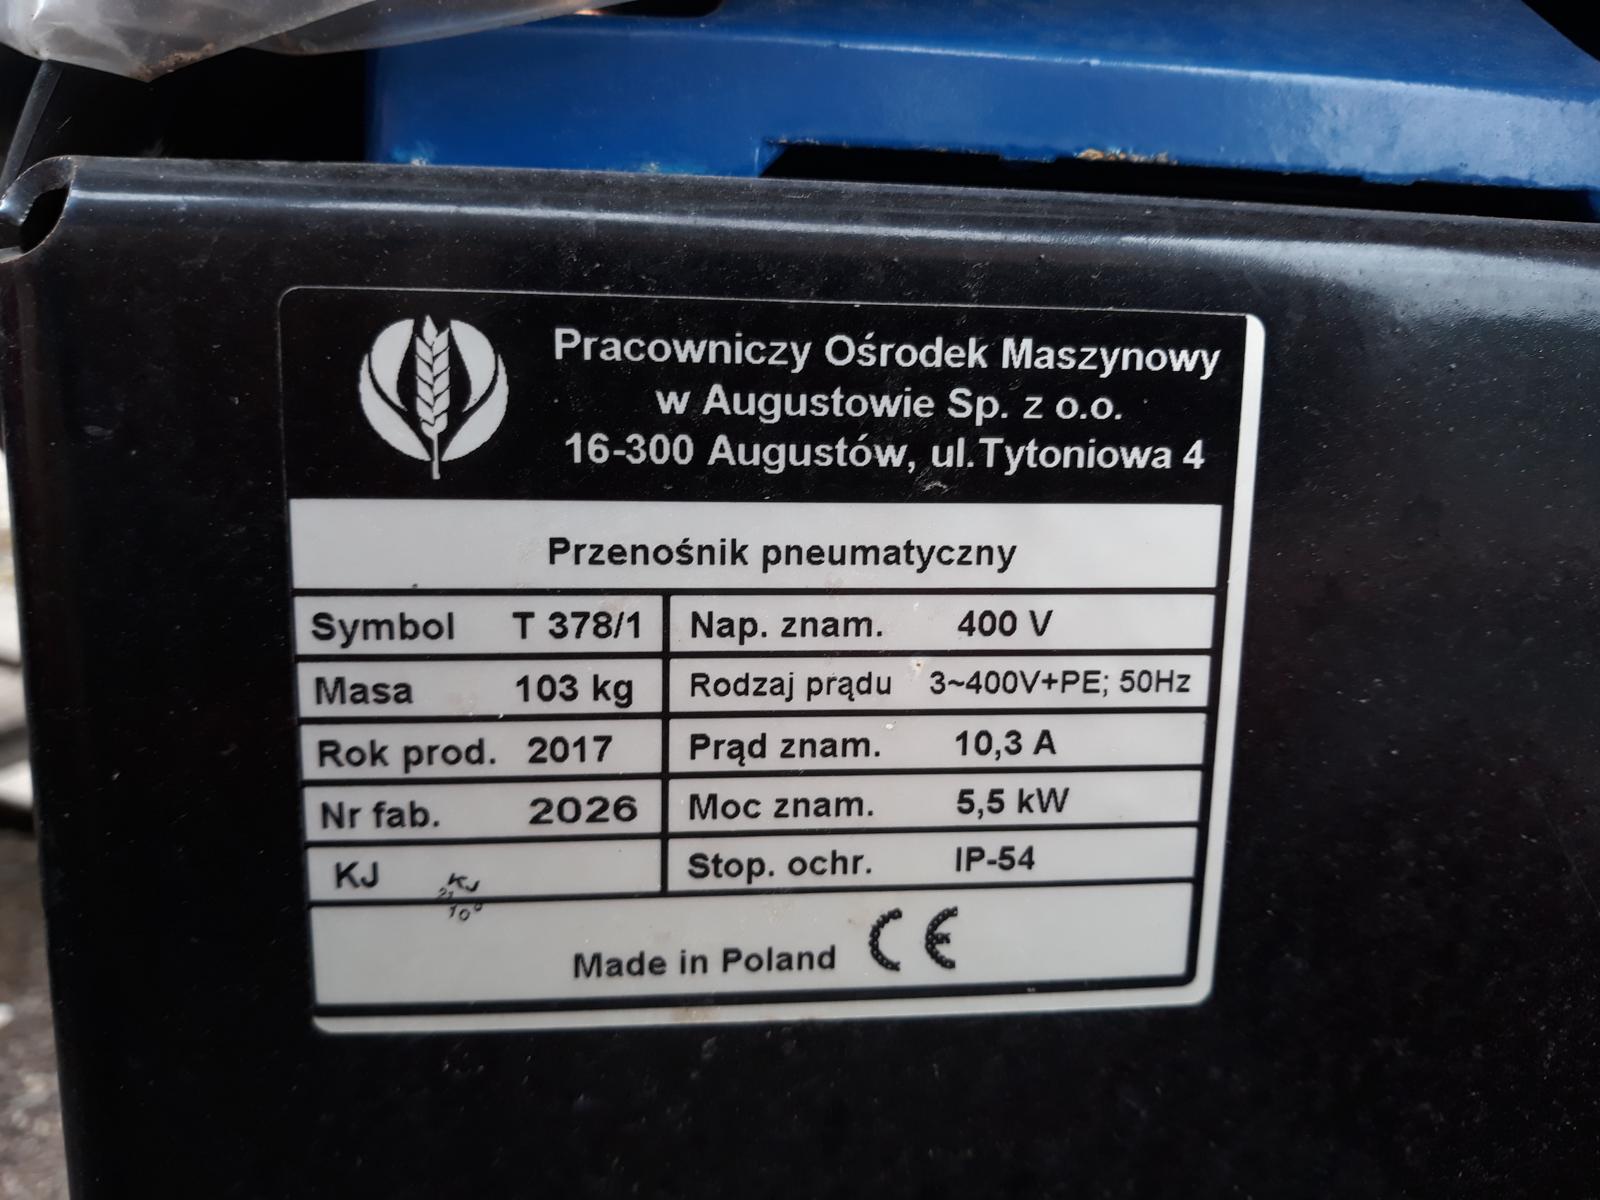 Pracowniczy Ośrodek Maszynowy
w Augustowie Sp. z o.o.
16-300 Augustów, ul.Tytoniowa 4
Przenośnik pneumatyczny
Symbol T 378/1
Masa 103 kg
Rok prod. 2017
Nr fab. 2026
KJ
Nap. znam. 400 V
Rodzaj prądu 3~400V+PE; 50Hz
Prąd znam. 10,3 A
Moc znam. 5,5 kW
Stop. ochr. IP-54
Made in Poland CE